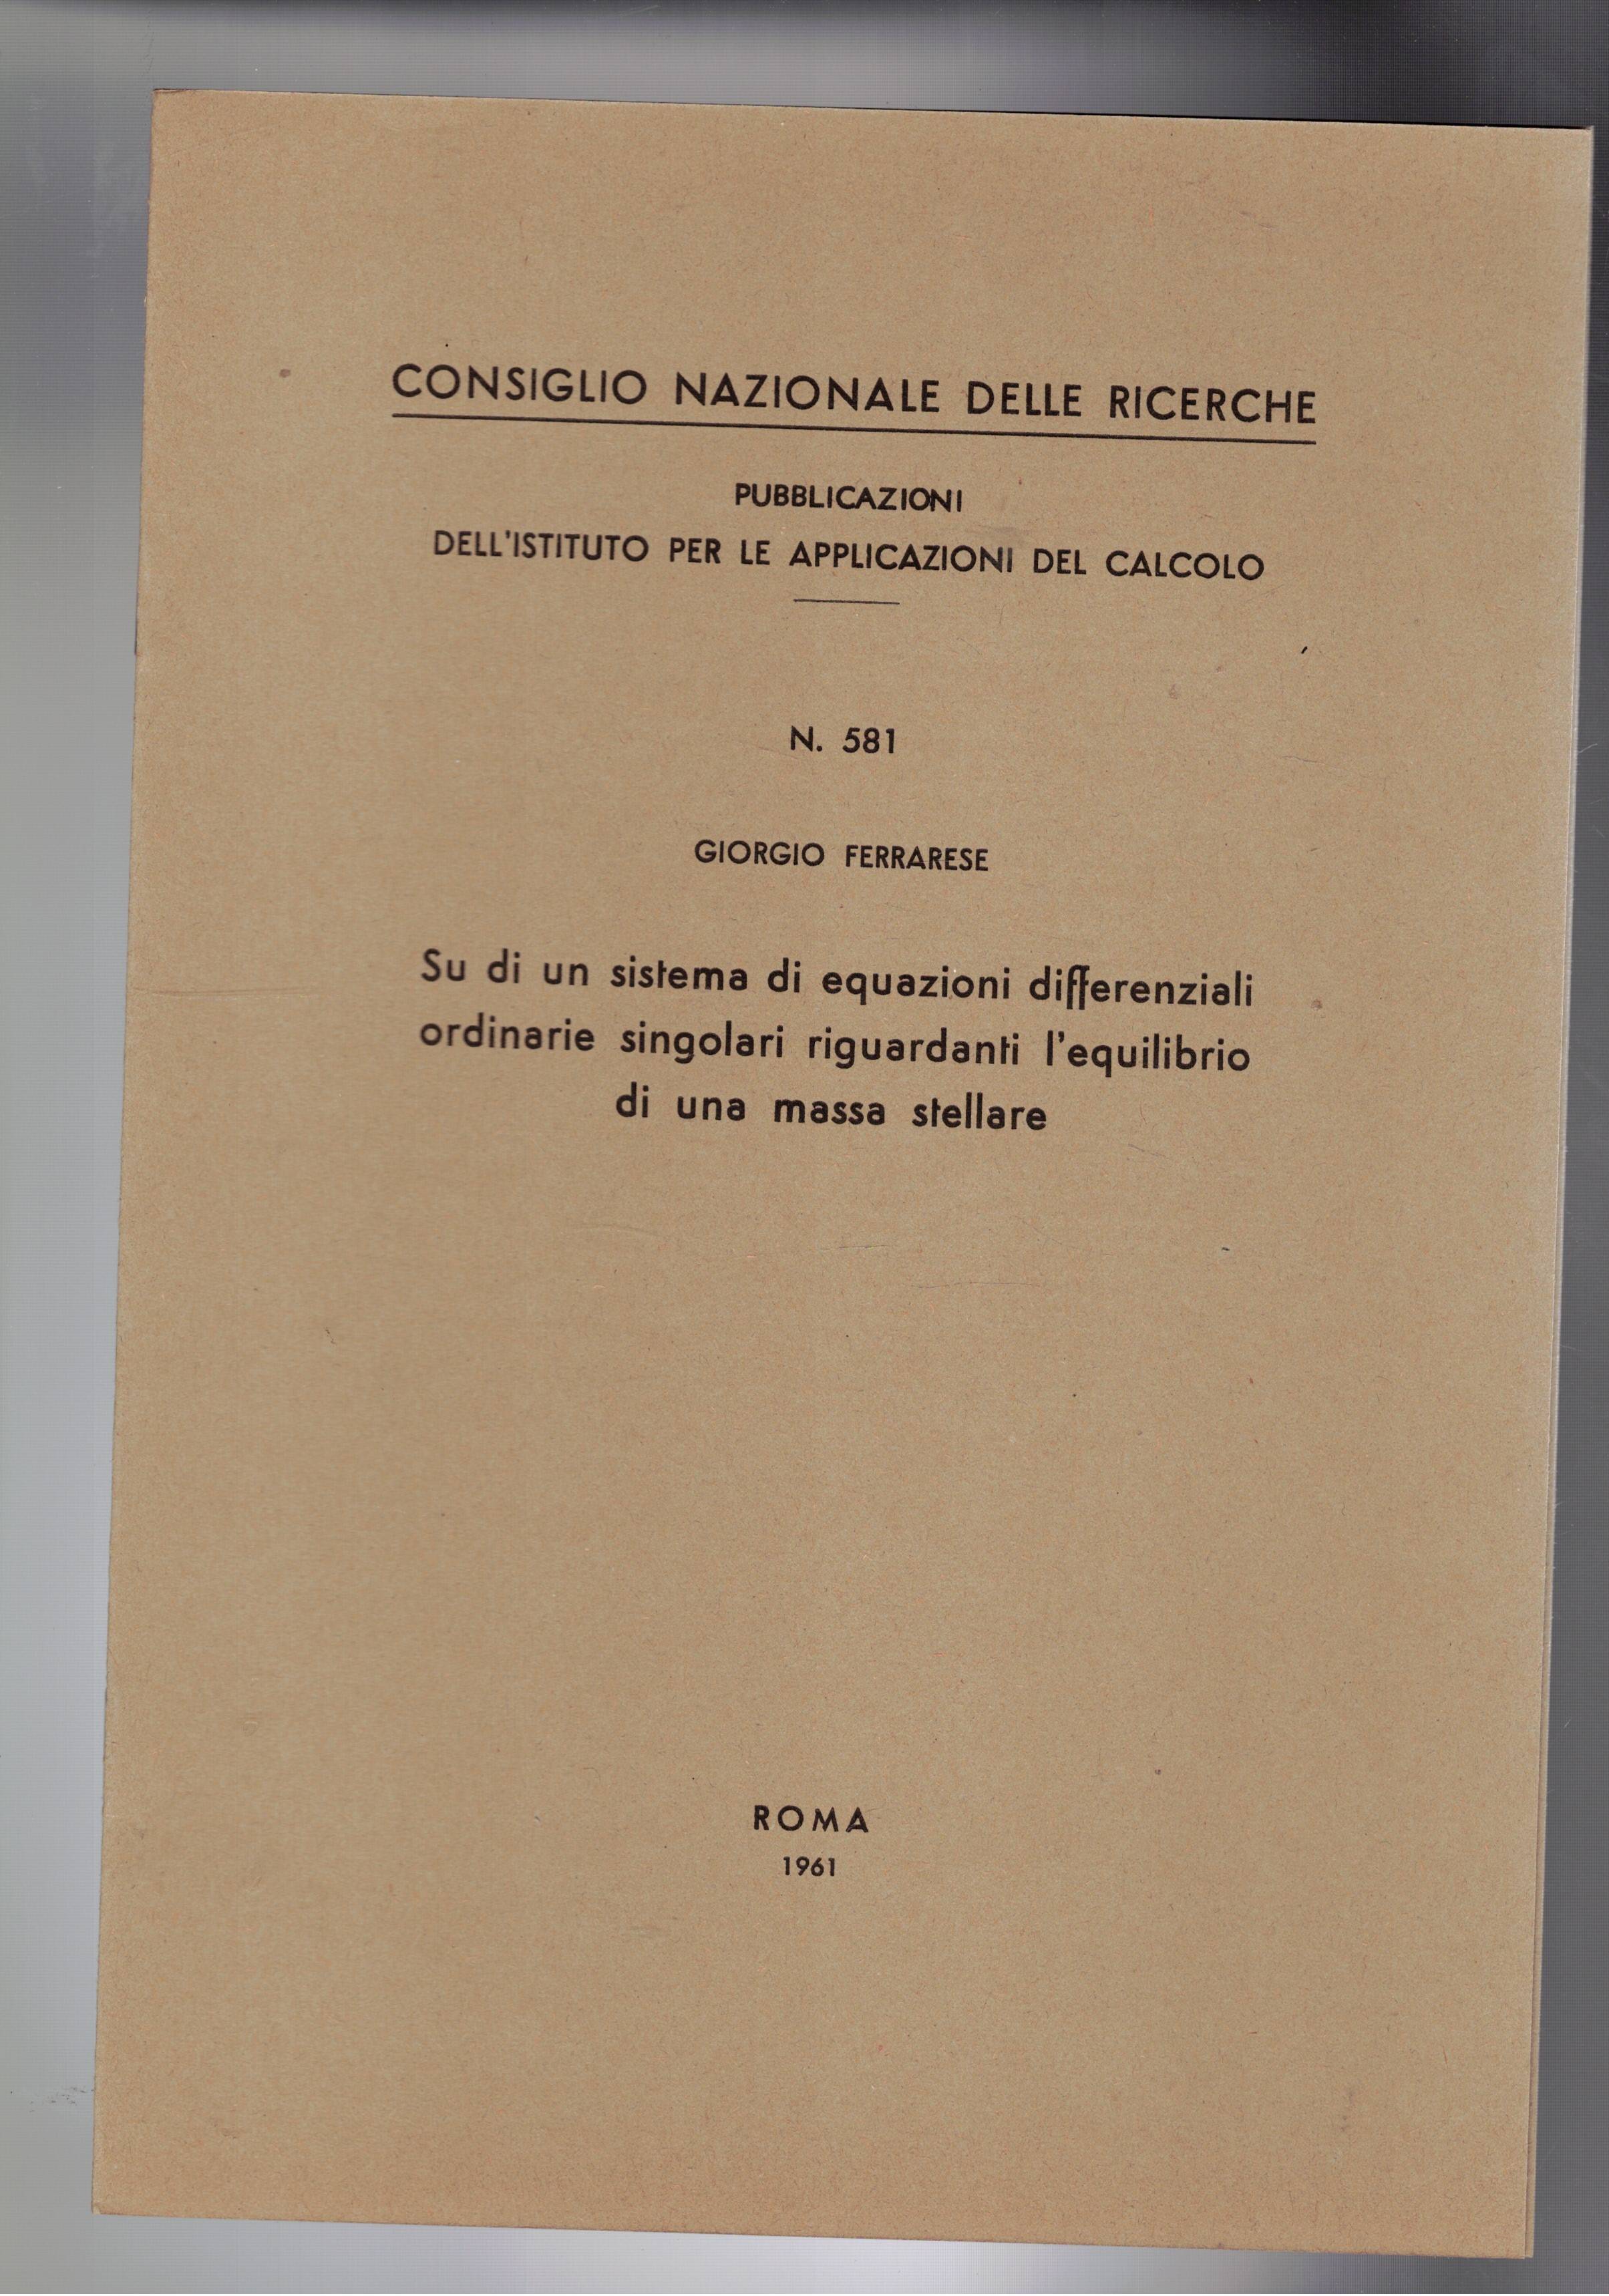 CONSIGLIO NAZIONALE DELLE RICERCHE
PUBBLICAZIONI
DELL'ISTITUTO PER LE APPLICAZIONI DEL CALCOLO
N. 581
GIORGIO FERRARESE
Su di un sistema di equazioni differenziali
ordinarie singolari riguardanti l'equilibrio
di una massa stellare
ROMA
1961